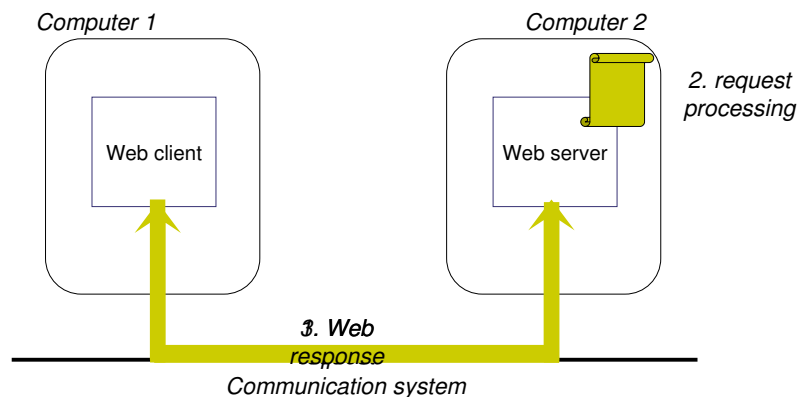 Computer 1
Computer 2
2. request
processing
Web client
Web server
3. Web
response
Communication system